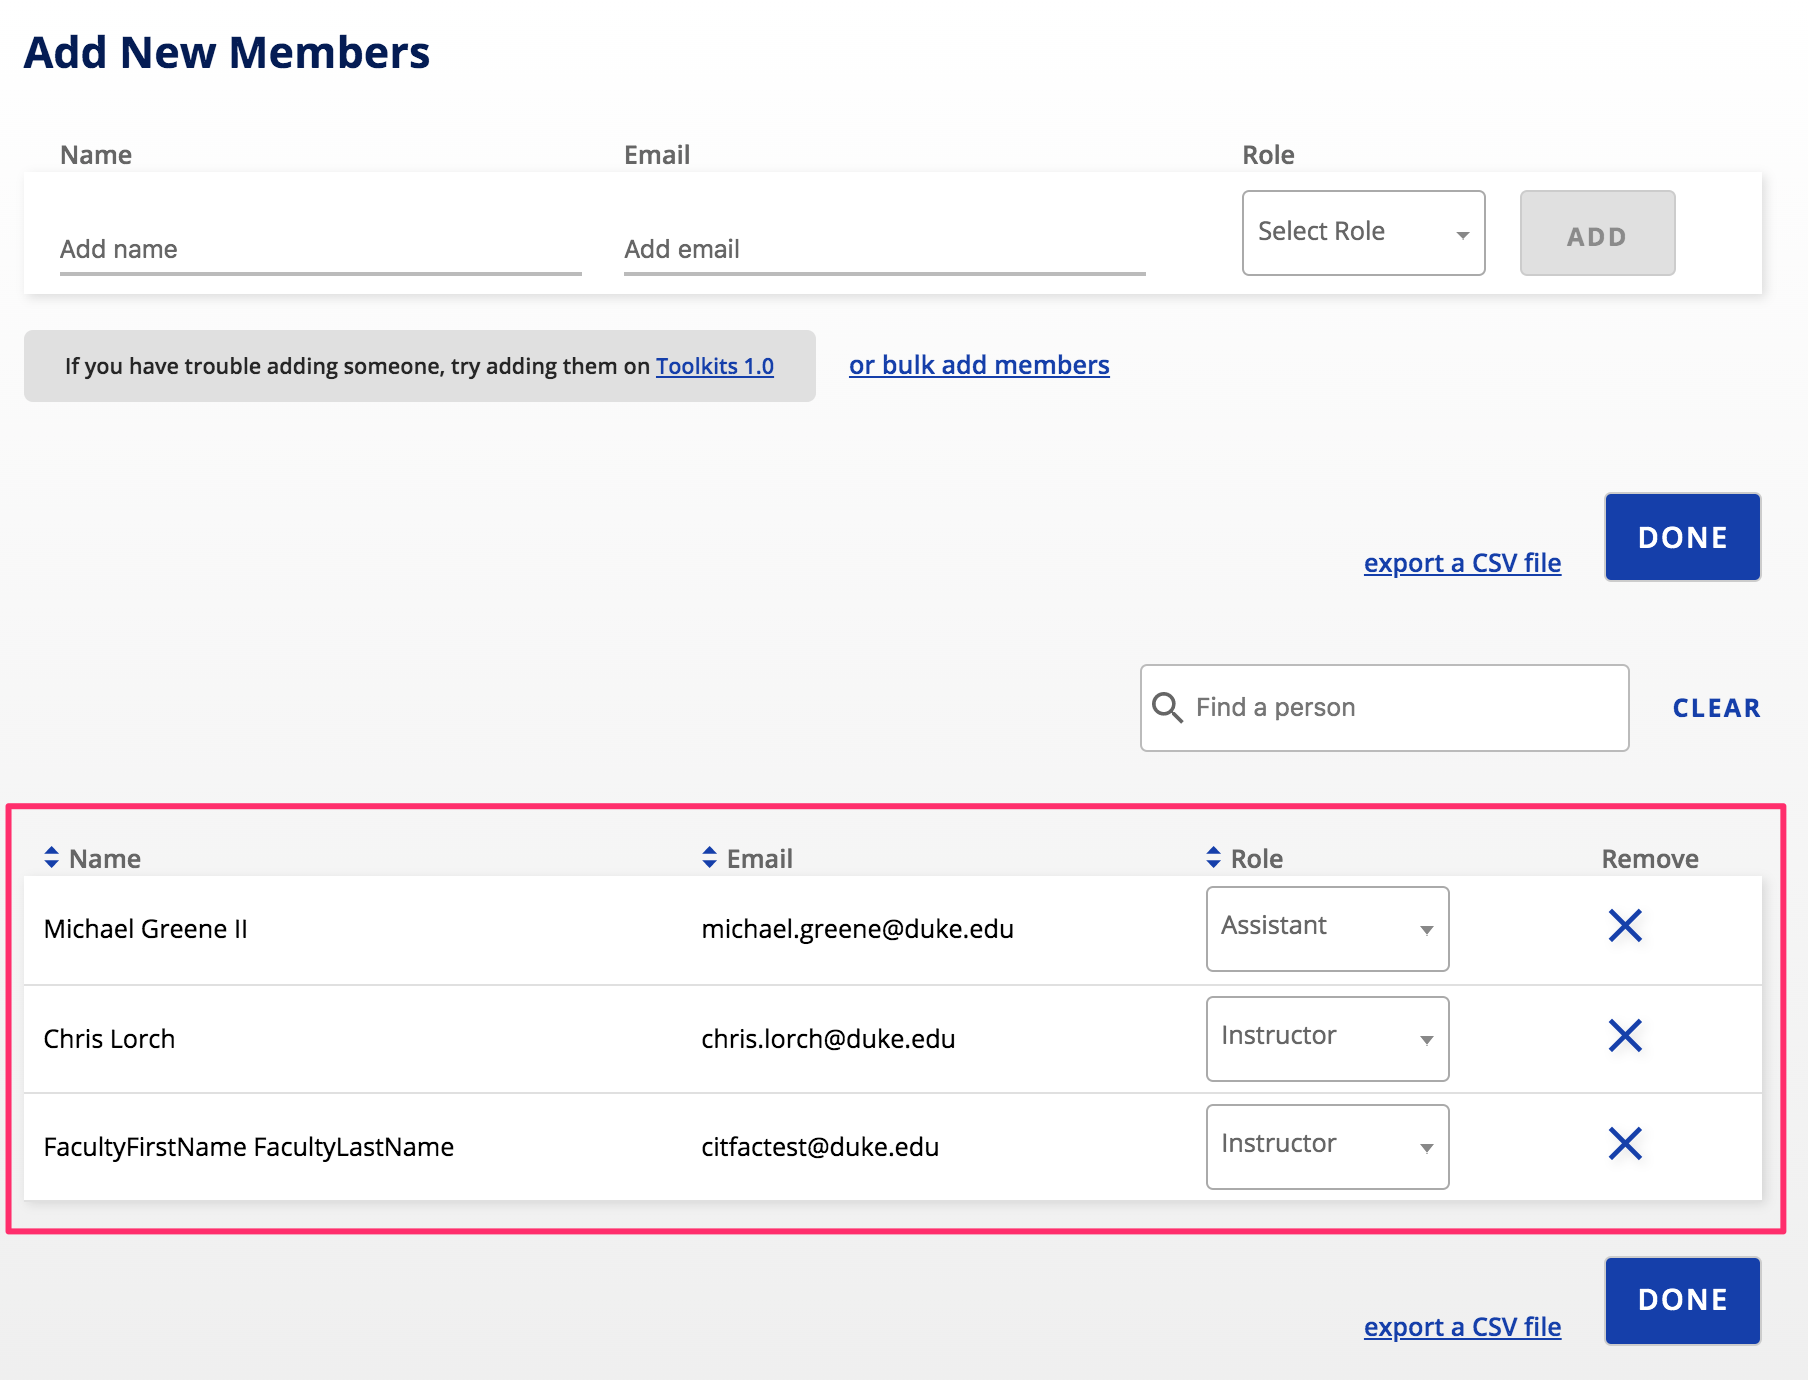 Add New Members
Name Email Role
Add name Add email Select Role ADD
If you have trouble adding someone, try adding them on Toolkits 1.0 or bulk add members
export a CSV file DONE
Find a person CLEAR
Name Email Role Remove
Michael Greene II michael.greene@duke.edu Assistant
Chris Lorch chris.lorch@duke.edu Instructor
FacultyFirstName FacultyLastName citfactest@duke.edu Instructor
export a CSV file DONE